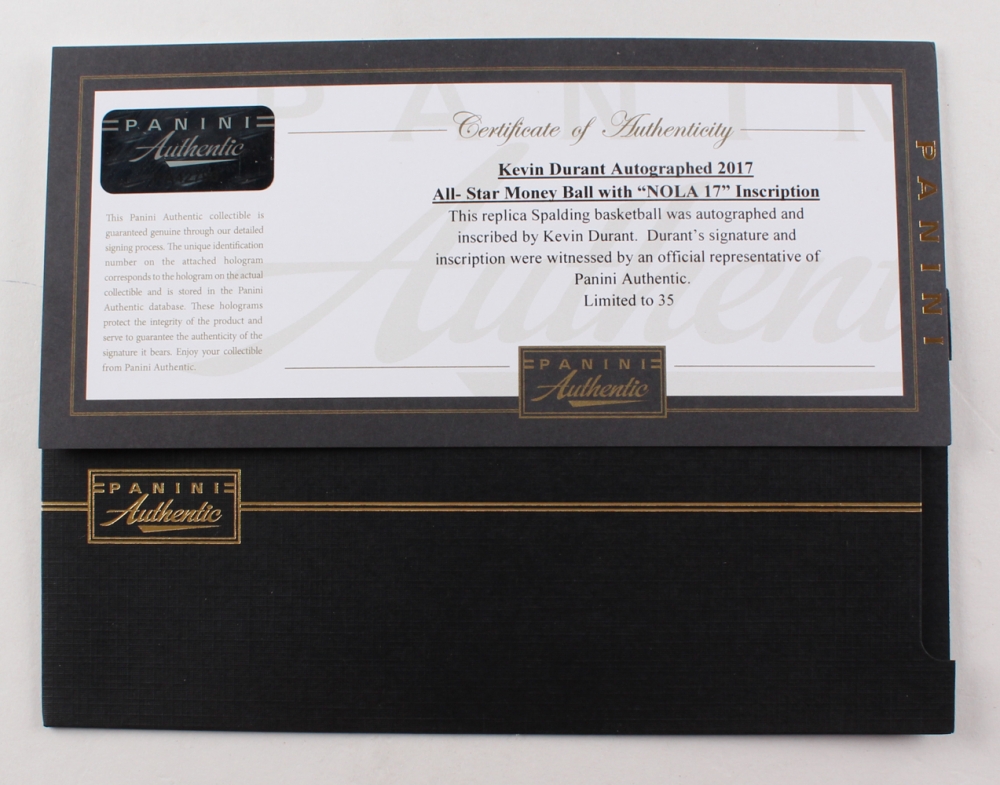 PANINI
Authentic
Certificate of Authenticity
Kevin Durant Autographed 2017
All- Star Money Ball with “NOLA 17” Inscription
This replica Spalding basketball was autographed and
inscribed by Kevin Durant. Durant’s signature and
inscription were witnessed by an official representative of
Panini Authentic.
Limited to 35
This Panini Authentic collectible is
guaranteed genuine through our detailed
signing process. The unique identification
number on the attached hologram
corresponds to the hologram on the actual
collectible and is stored in the Panini
Authentic database. These holograms
protect the integrity of the product and
serve to guarantee the authenticity of the
signature it bears. Enjoy your collectible
from Panini Authentic.
PANINI
Authentic
PANINI
PANINI
Authentic
PANIN
Authent